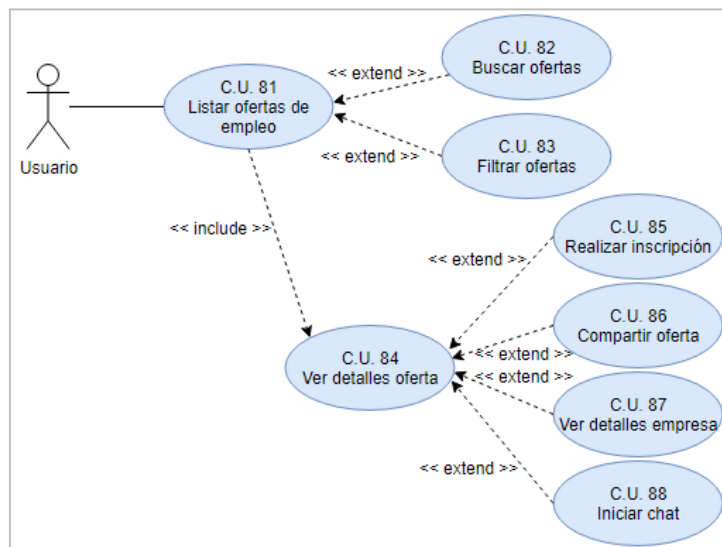 C.U. 82
Buscar ofertas
<< extend >>
C.U. 81
Listar ofertas de
empleo
Usuario
<< extend >>
C.U. 83
Filtrar ofertas
<< include >>
C.U. 85
Realizar inscripción
<< extend >>
C.U. 86
Compartir oferta
<< extend >>
C.U. 84
Ver detalles oferta
<< extend >>
C.U. 87
Ver detalles empresa
<< extend >>
C.U. 88
Iniciar chat